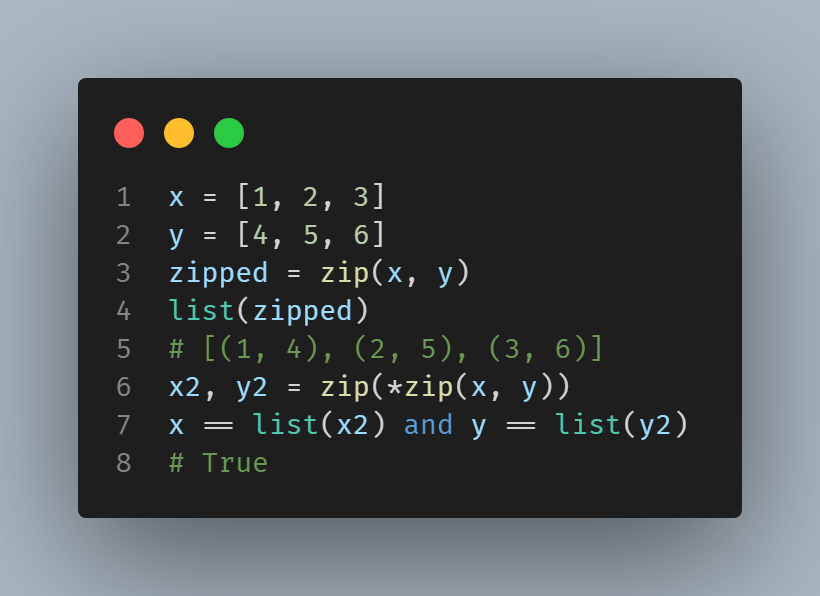 1 x = [1, 2, 3]
2 y = [4, 5, 6]
3 zipped = zip(x, y)
4 list(zipped)
5 # [(1, 4), (2, 5), (3, 6)]
6 x2, y2 = zip(*zip(x, y))
7 x == list(x2) and y == list(y2)
8 # True